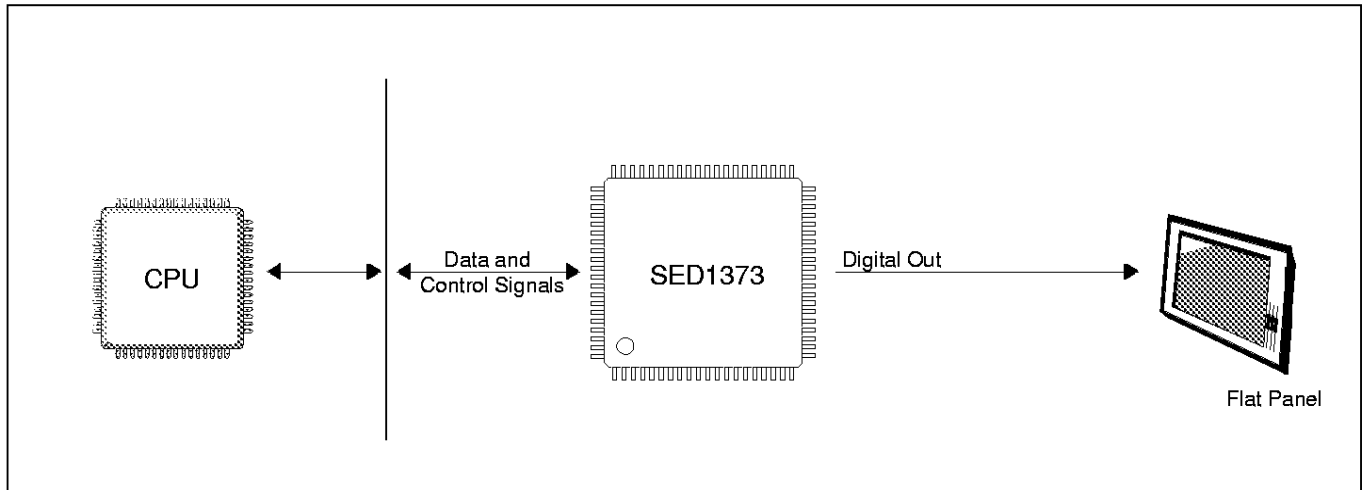 CPU
Data and
Control Signals
SED1373
Digital Out
Flat Panel